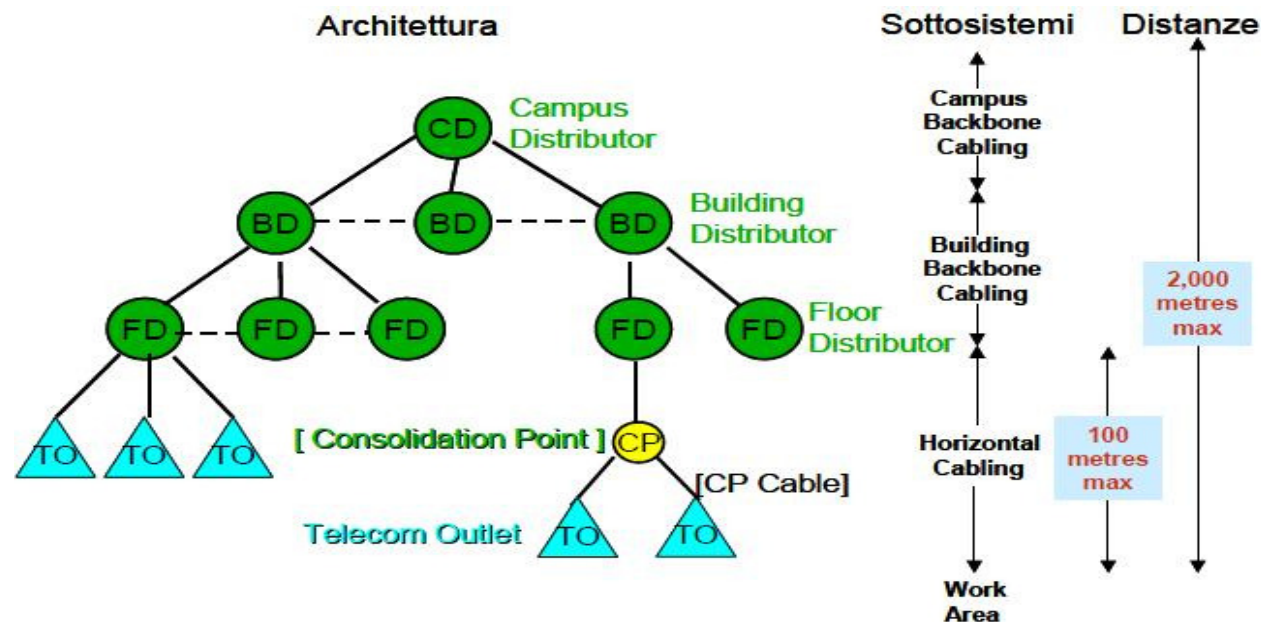 Architettura
Sottosistemi
Distanze
CD
Campus
Distributor
Campus
Backbone
Cabling
BD
BD
BD
Building
Distributor
Building
Backbone
Cabling
2,000
metres
max
FD
FD
FD
FD
FD
Floor
Distributor
TO
TO
TO
[ Consolidation Point ]
CP
Horizontal
Cabling
100
metres
max
[CP Cable]
Telecom Outlet
TO
TO
Work
Area